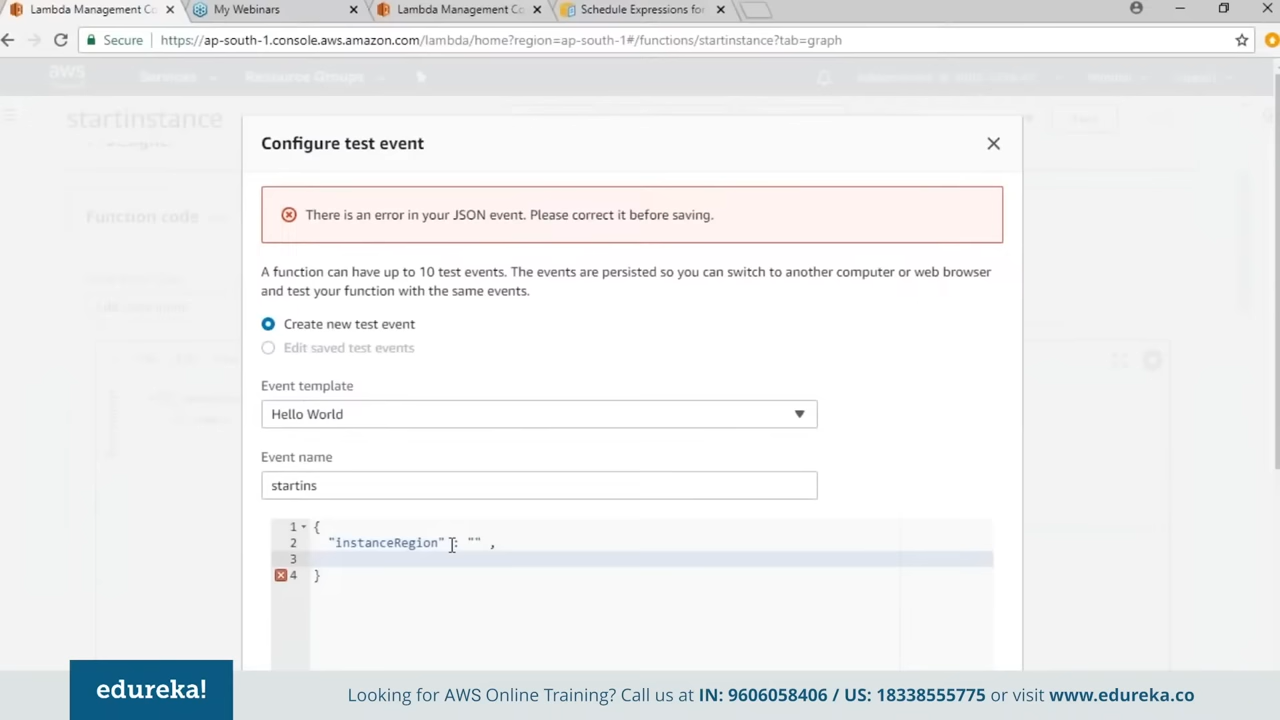 Lambda Management Co
My Webinars
Lambda Management Co
Schedule Expressions for
Secure
https://ap-south-1.console.aws.amazon.com/lambda/home?region=ap-south-1#/functions/startinstance?tab=graph
aws
Services
Resource Groups
startinstance
Configure test event
There is an error in your JSON event. Please correct it before saving.
Function code
A function can have up to 10 test events. The events are persisted so you can switch to another computer or web browser
and test your function with the same events.
Create new test event
Edit saved test events
Event template
Hello World
Event name
startins
1 {
2 "instanceRegion" : "" ,
3
4 }
edureka!
Looking for AWS Online Training? Call us at IN: 9606058406 / US: 18338555775 or visit www.edureka.co